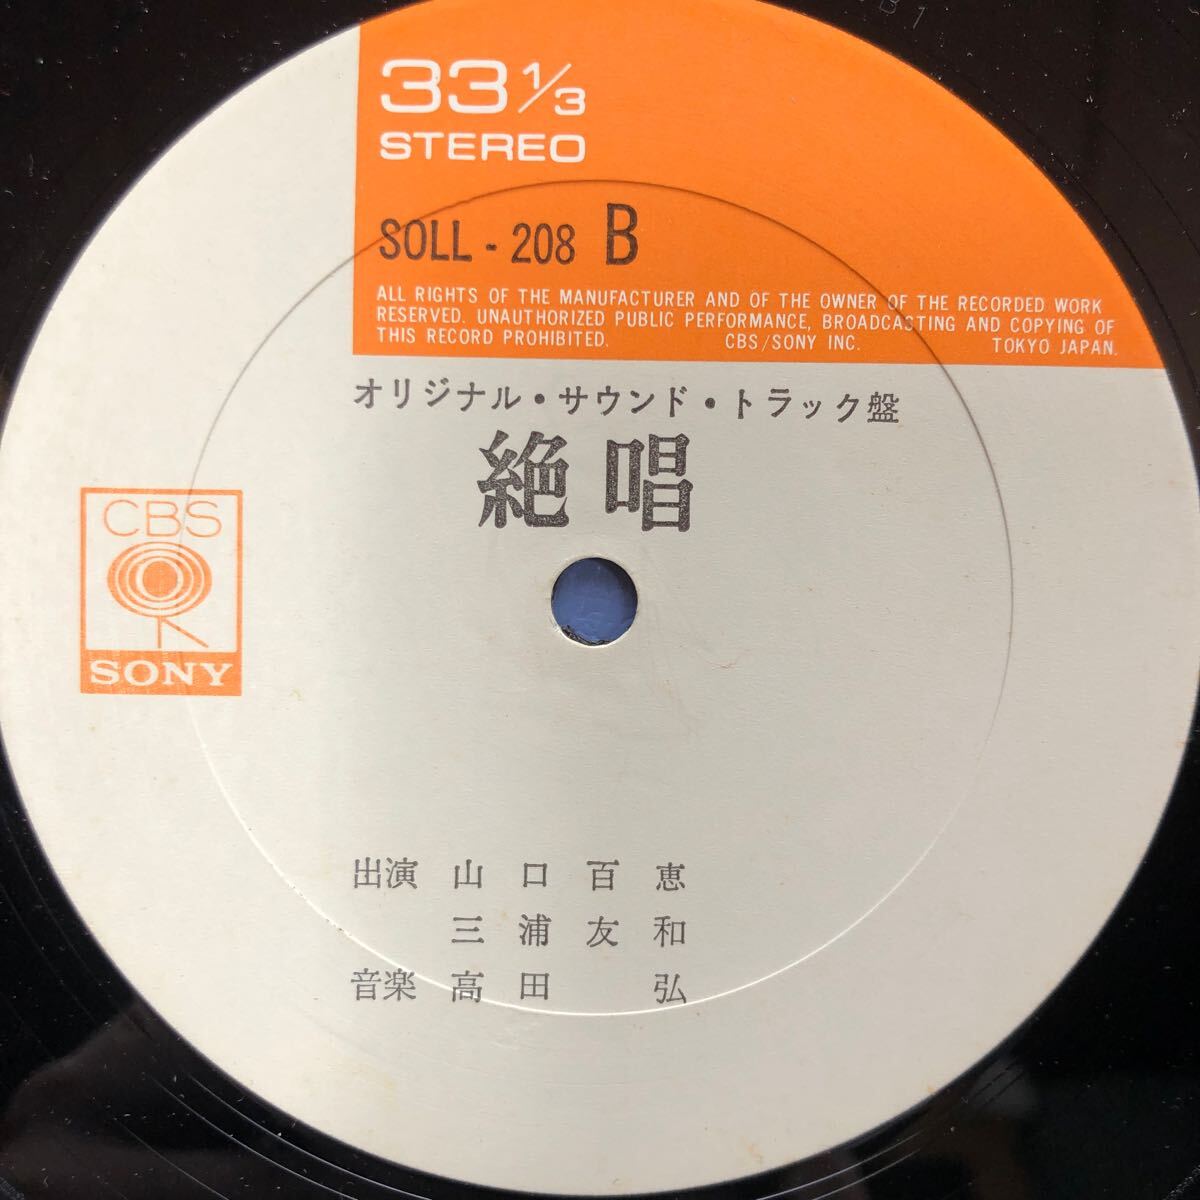 B1
33 1/3
STEREO
SOLL - 208 B
ALL RIGHTS OF THE MANUFACTURER AND OF THE OWNER OF THE RECORDED WORK
RESERVED. UNAUTHORIZED PUBLIC PERFORMANCE, BROADCASTING AND COPYING OF
THIS RECORD PROHIBITED. CBS/SONY INC. TOKYO JAPAN.
オリジナル・サウンド・トラック盤
絶唱
CBS
SONY
出演 山口百恵
三浦友和
音楽 高田 弘